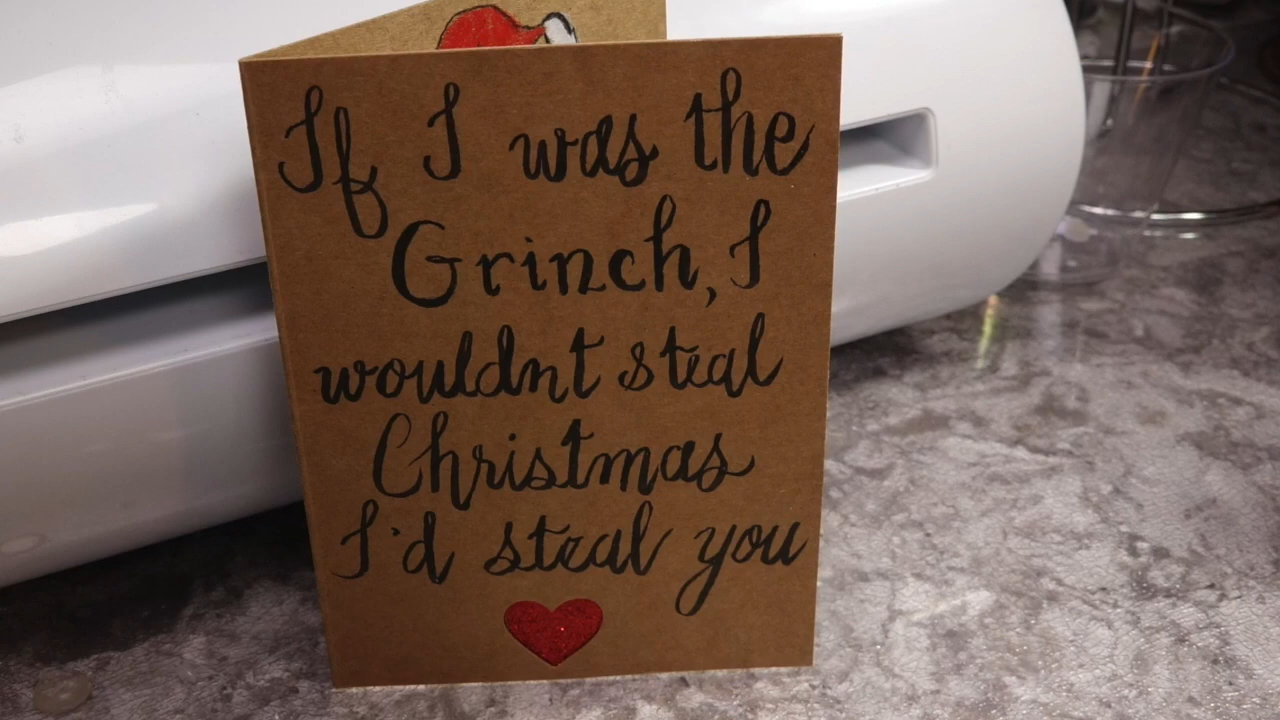 If I was the
Grinch, I
wouldnt steal
Christmas
I'd steal you